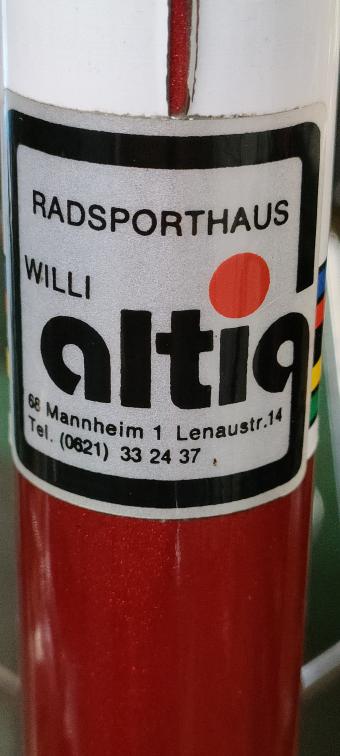 RADSPORTHAUS
WILLI
altig
68 Mannheim 1 Lenaustr.14
Tel. (0621) 33 24 37